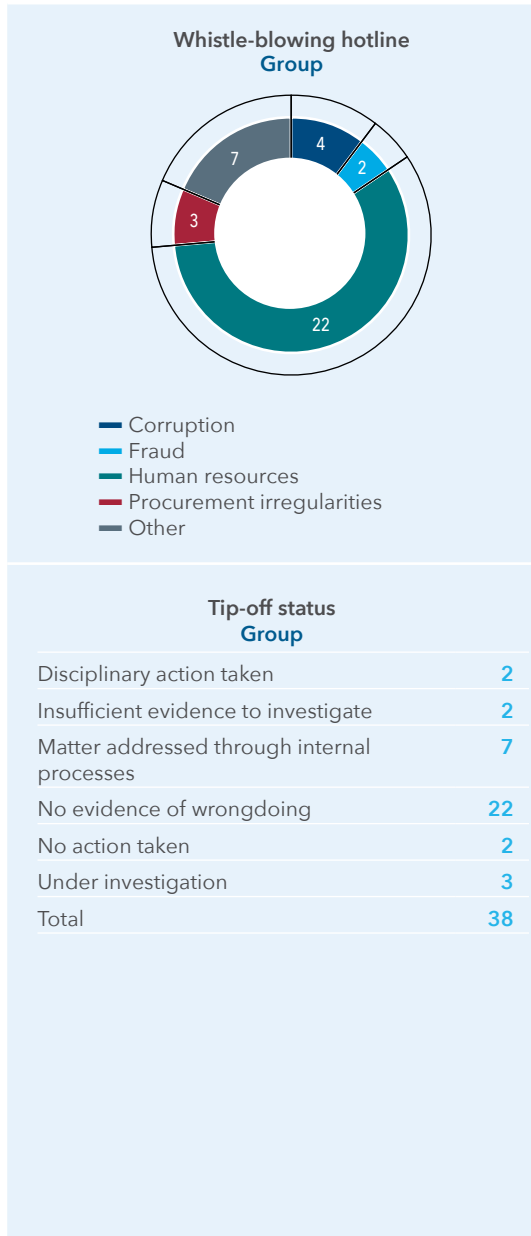 Whistle-blowing hotline
Group
4
2
22
3
7
Corruption
Fraud
Human resources
Procurement irregularities
Other
Tip-off status
Group
Disciplinary action taken 2
Insufficient evidence to investigate 2
Matter addressed through internal 7
processes
No evidence of wrongdoing 22
No action taken 2
Under investigation 3
Total 38